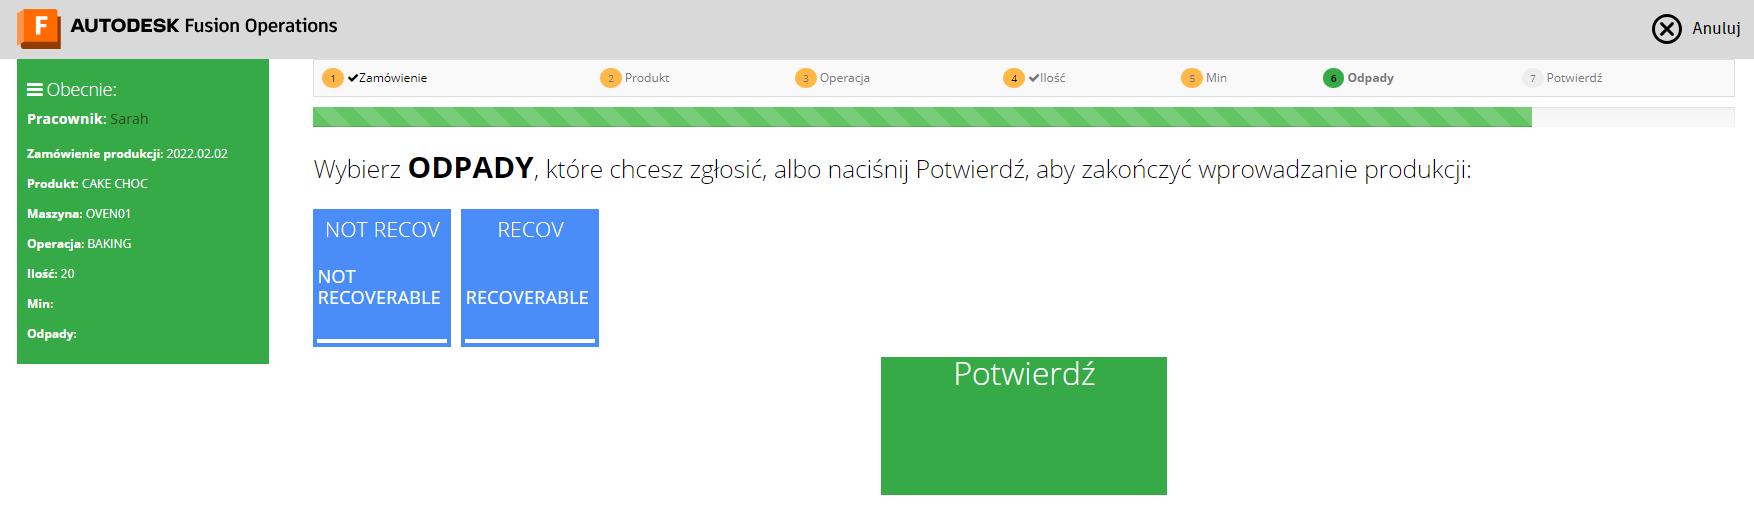 F AUTODESK Fusion Operations
Anuluj
Obecnie:
Pracownik: Sarah
Zamówienie produkcji: 2022.02.02
Produkt: CAKE CHOC
Maszyna: OVEN01
Operacja: BAKING
Ilość: 20
Min:
Odpady:
1 Zamówienie 2 Produkt 3 Operacja 4 Ilość 5 Min 6 Odpady 7 Potwierdź
Wybierz ODPADY, które chcesz zgłosić, albo naciśnij Potwierdź, aby zakończyć wprowadzanie produkcji:
NOT RECOV
NOT
RECOVERABLE
RECOV
RECOVERABLE
Potwierdź